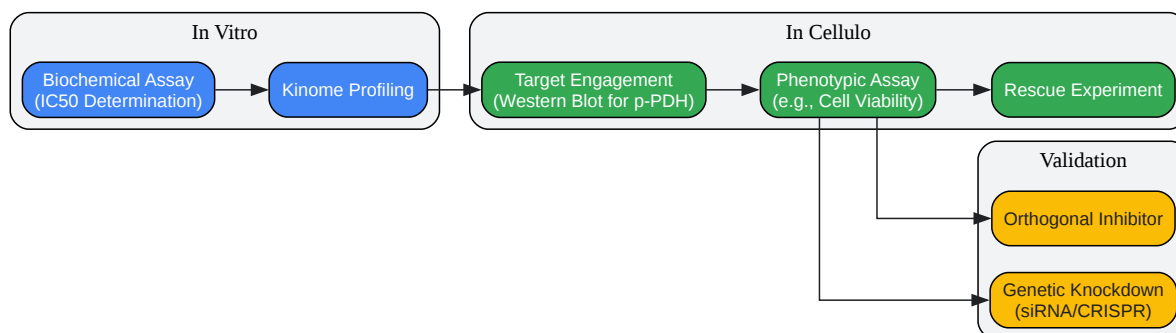 In Vitro
Biochemical Assay
(IC50 Determination)
Kinome Profiling
In Cellulo
Target Engagement
(Western Blot for p-PDH)
Phenotypic Assay
(e.g., Cell Viability)
Rescue Experiment
Validation
Orthogonal Inhibitor
Genetic Knockdown
(siRNA/CRISPR)